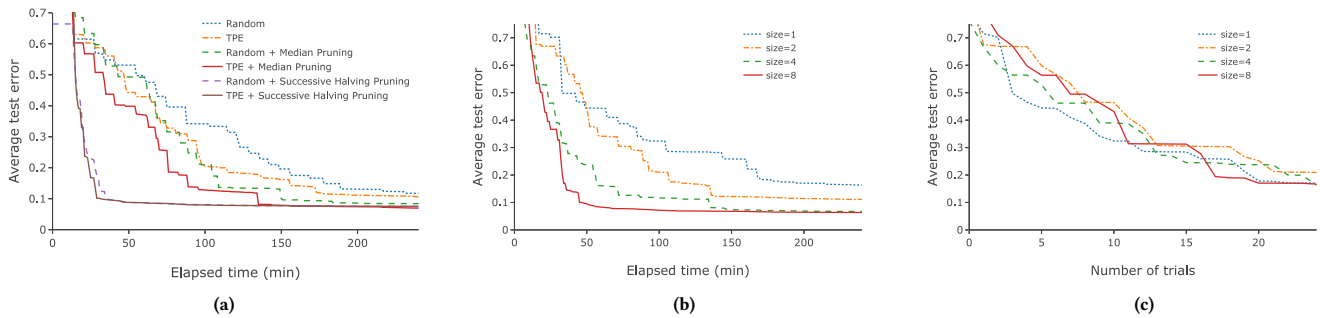 0.7
0.6
0.5
0.4
0.3
0.2
0.1
0
Average test error
0
50
100
150
200
Elapsed time (min)
Random
TPE
Random + Median Pruning
TPE + Median Pruning
Random + Successive Halving Pruning
TPE + Successive Halving Pruning
(a)
0.7
0.6
0.5
0.4
0.3
0.2
0.1
0
Average test error
0
50
100
150
200
Elapsed time (min)
size=1
size=2
size=4
size=8
(b)
0.7
0.6
0.5
0.4
0.3
0.2
0.1
0
Average test error
0
5
10
15
20
Number of trials
size=1
size=2
size=4
size=8
(c)